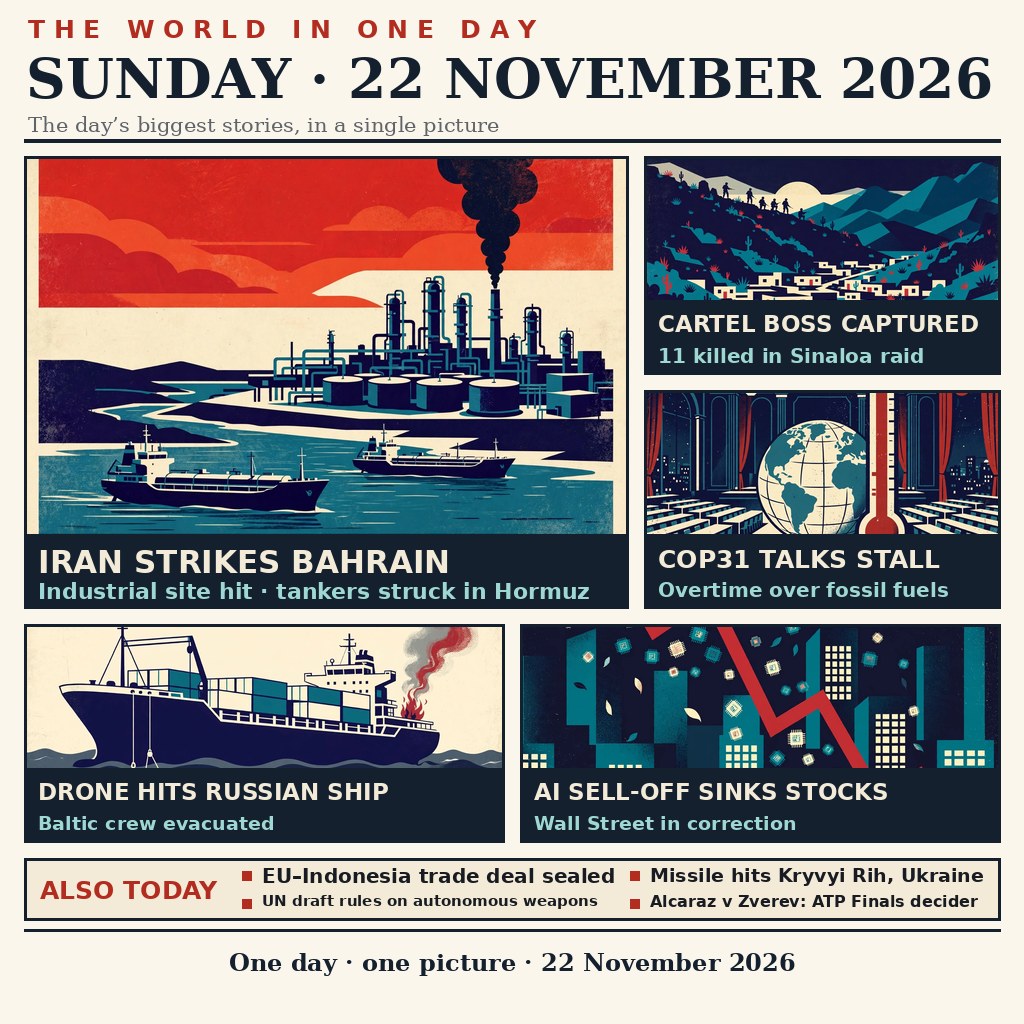 THE WORLD IN ONE DAY
SUNDAY · 22 NOVEMBER 2026
The day’s biggest stories, in a single picture
IRAN STRIKES BAHRAIN
Industrial site hit · tankers struck in Hormuz
CARTEL BOSS CAPTURED
11 killed in Sinaloa raid
COP31 TALKS STALL
Overtime over fossil fuels
DRONE HITS RUSSIAN SHIP
Baltic crew evacuated
AI SELL-OFF SINKS STOCKS
Wall Street in correction
ALSO TODAY
EU–Indonesia trade deal sealed
UN draft rules on autonomous weapons
Missile hits Kryvyi Rih, Ukraine
Alcaraz v Zverev: ATP Finals decider
One day · one picture · 22 November 2026